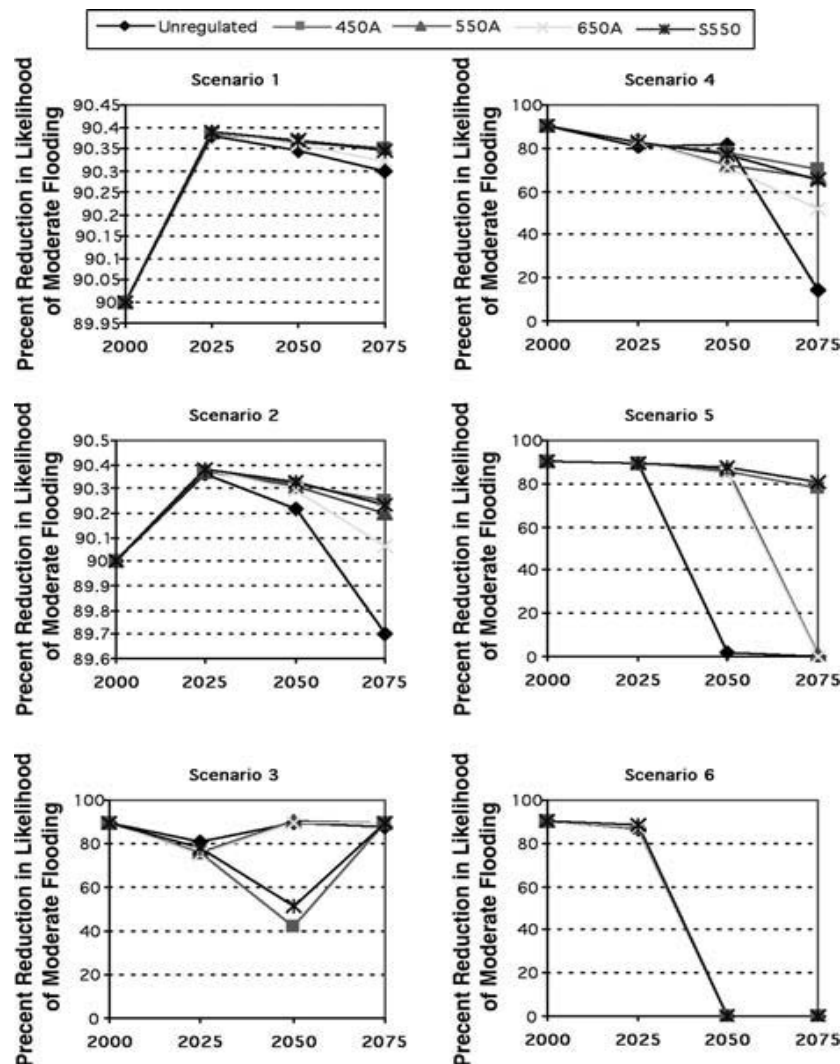 Unregulated 450A 550A 650A S550
Scenario 1
Precent Reduction in Likelihood
of Moderate Flooding
90.45
90.4
90.35
90.3
90.25
90.2
90.15
90.1
90.05
90
89.95
2000 2025 2050 2075
Scenario 4
Precent Reduction in Likelihood
of Moderate Flooding
100
80
60
40
20
0
2000 2025 2050 2075
Scenario 2
Precent Reduction in Likelihood
of Moderate Flooding
90.5
90.4
90.3
90.2
90.1
90
89.9
89.8
89.7
89.6
2000 2025 2050 2075
Scenario 5
Precent Reduction in Likelihood
of Moderate Flooding
100
80
60
40
20
0
2000 2025 2050 2075
Scenario 3
Precent Reduction in Likelihood
of Moderate Flooding
100
80
60
40
20
0
2000 2025 2050 2075
Scenario 6
Precent Reduction in Likelihood
of Moderate Flooding
100
80
60
40
20
0
2000 2025 2050 2075